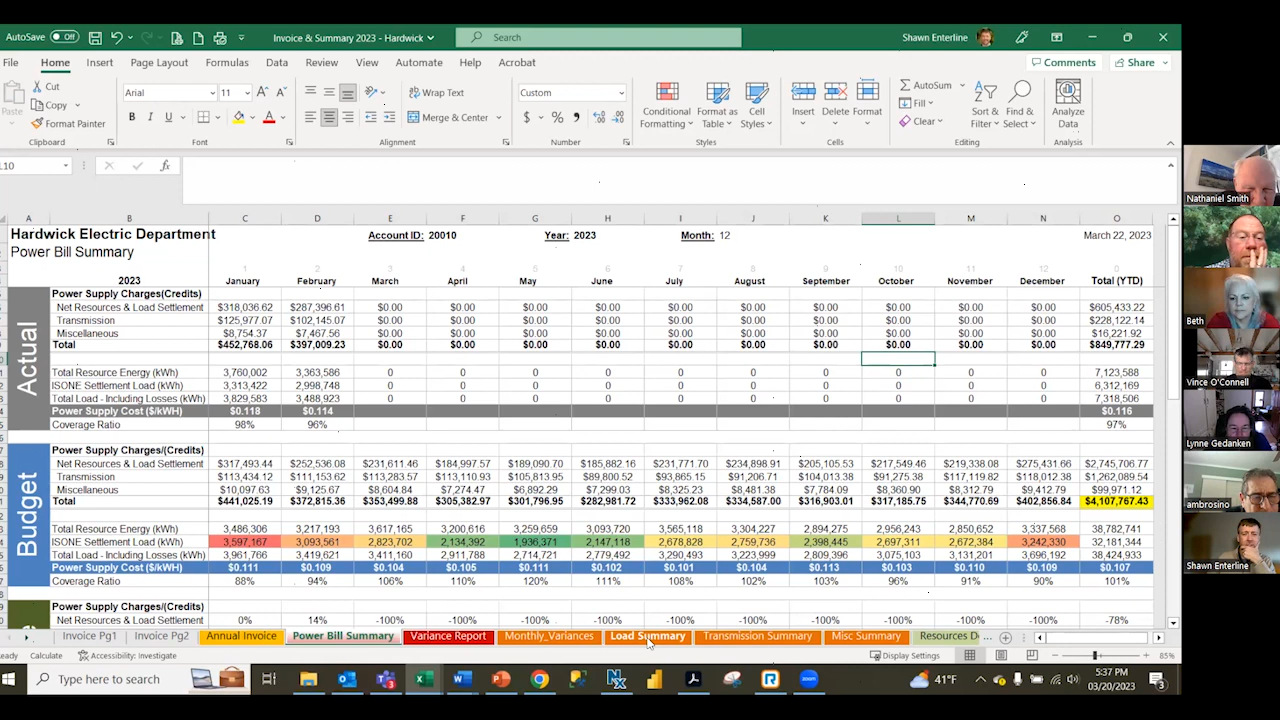 AutoSave Off Invoice & Summary 2023 - Hardwick Search Shawn Enterline
File Home Insert Page Layout Formulas Data Review View Automate Help Acrobat Comments Share
Cut Arial 11 Wrap Text Custom AutoSum
Paste Copy Merge & Center Conditional Formatting Format as Table Cell Styles Insert Delete Format Fill Sort & Filter Find & Select Analyze Data
Format Painter Clear
Clipboard Font Alignment Number Styles Cells Editing Analysis
L10 fx
A B C D E F G H I J K L M N O
Hardwick Electric Department Account ID: 20010 Year: 2023 Month: 12 March 22, 2023
Power Bill Summary
1 2 3 4 5 6 7 8 9 10 11 12 0
2023 January February March April May June July August September October November December Total (YTD)
Actual
Power Supply Charges(Credits)
Net Resources & Load Settlement $318,036.62 $287,396.61 $0.00 $0.00 $0.00 $0.00 $0.00 $0.00 $0.00 $0.00 $0.00 $0.00 $605,433.22
Transmission $125,977.07 $102,145.07 $0.00 $0.00 $0.00 $0.00 $0.00 $0.00 $0.00 $0.00 $0.00 $0.00 $228,122.14
Miscellaneous $8,754.37 $7,467.56 $0.00 $0.00 $0.00 $0.00 $0.00 $0.00 $0.00 $0.00 $0.00 $0.00 $16,221.92
Total $452,768.06 $397,009.23 $0.00 $0.00 $0.00 $0.00 $0.00 $0.00 $0.00 $0.00 $0.00 $0.00 $849,777.29
Total Resource Energy (kWh) 3,760,002 3,363,586 0 0 0 0 0 0 0 0 0 0 7,123,588
ISONE Settlement Load (kWh) 3,313,422 2,998,748 0 0 0 0 0 0 0 0 0 0 6,312,169
Total Load - Including Losses (kWh) 3,829,583 3,488,923 0 0 0 0 0 0 0 0 0 0 7,318,506
Power Supply Cost ($/kWH) $0.118 $0.114 $0.116
Coverage Ratio 98% 96% 97%
Budget
Power Supply Charges/(Credits)
Net Resources & Load Settlement $317,493.44 $252,536.08 $231,611.46 $184,997.57 $189,090.70 $185,882.16 $231,771.70 $234,898.91 $205,105.53 $217,549.46 $219,338.08 $275,431.66 $2,745,706.77
Transmission $113,434.12 $111,153.62 $113,283.57 $113,110.93 $105,813.95 $89,800.52 $93,865.15 $91,206.71 $104,013.38 $91,275.38 $117,119.82 $118,012.38 $1,262,089.54
Miscellaneous $10,097.63 $9,125.67 $8,604.84 $7,274.47 $6,892.29 $7,299.03 $8,325.23 $8,481.38 $7,784.09 $8,360.90 $8,312.79 $9,412.79 $99,971.12
Total $441,025.19 $372,815.36 $353,499.88 $305,382.97 $301,796.95 $282,981.72 $333,962.08 $334,587.00 $316,903.01 $317,185.75 $344,770.69 $402,856.84 $4,107,767.43
Total Resource Energy (kWh) 3,486,306 3,217,193 3,617,165 3,200,616 3,259,659 3,093,720 3,565,118 3,304,227 2,894,275 2,956,243 2,850,652 3,337,568 38,782,741
ISONE Settlement Load (kWh) 3,597,167 3,093,561 2,823,702 2,134,392 1,936,371 2,147,118 2,678,828 2,759,736 2,398,445 2,697,311 2,672,384 3,242,330 32,181,344
Total Load - Including Losses (kWh) 3,961,766 3,419,621 3,411,160 2,911,788 2,714,721 2,779,492 3,290,493 3,223,999 2,809,396 3,075,103 3,131,201 3,696,192 38,424,933
Power Supply Cost ($/kWH) $0.111 $0.109 $0.104 $0.105 $0.111 $0.102 $0.101 $0.104 $0.113 $0.103 $0.110 $0.109 $0.107
Coverage Ratio 88% 94% 106% 110% 120% 111% 108% 102% 103% 96% 91% 90% 101%
Power Supply Charges/(Credits)
Net Resources & Load Settlement 0% 14% -100% -100% -100% -100% -100% -100% -100% -100% -100% -100% -78%
Invoice Pg1 Invoice Pg2 Annual Invoice Power Bill Summary Variance Report Monthly_Variances Load Summary Transmission Summary Misc Summary Resources D ...
Calculate Accessibility: Investigate Display Settings 85%
Type here to search 41°F 5:37 PM
03/20/2023
Nathaniel Smith
Beth
Vince O'Connell
Lynne Gedanken
ambrosino
Shawn Enterline